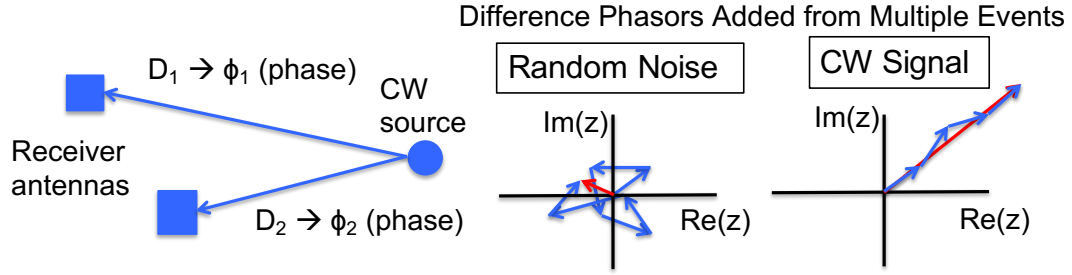 Difference Phasors Added from Multiple Events
D₁ → ϕ₁ (phase)
CW
source
Receiver
antennas
D₂ → ϕ₂ (phase)
Random Noise
Im(z)
Re(z)
CW Signal
Im(z)
Re(z)